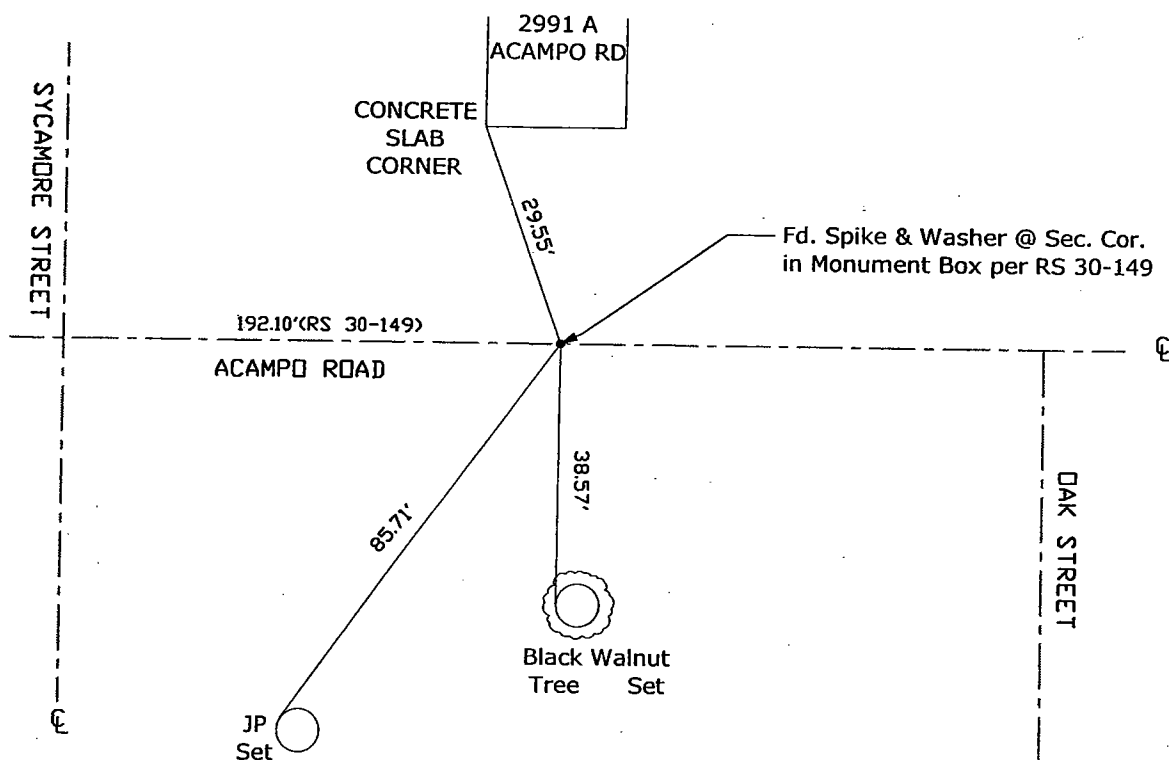 2991 A
ACAMPO RD
SYCAMORE STREET
CONCRETE
SLAB
CORNER
29.55'
Fd. Spike & Washer @ Sec. Cor.
in Monument Box per RS 30-149
192.10'(RS 30-149)
ACAMPO ROAD
℄
38.57'
85.71'
OAK STREET
Black Walnut
Tree Set
℄
JP
Set